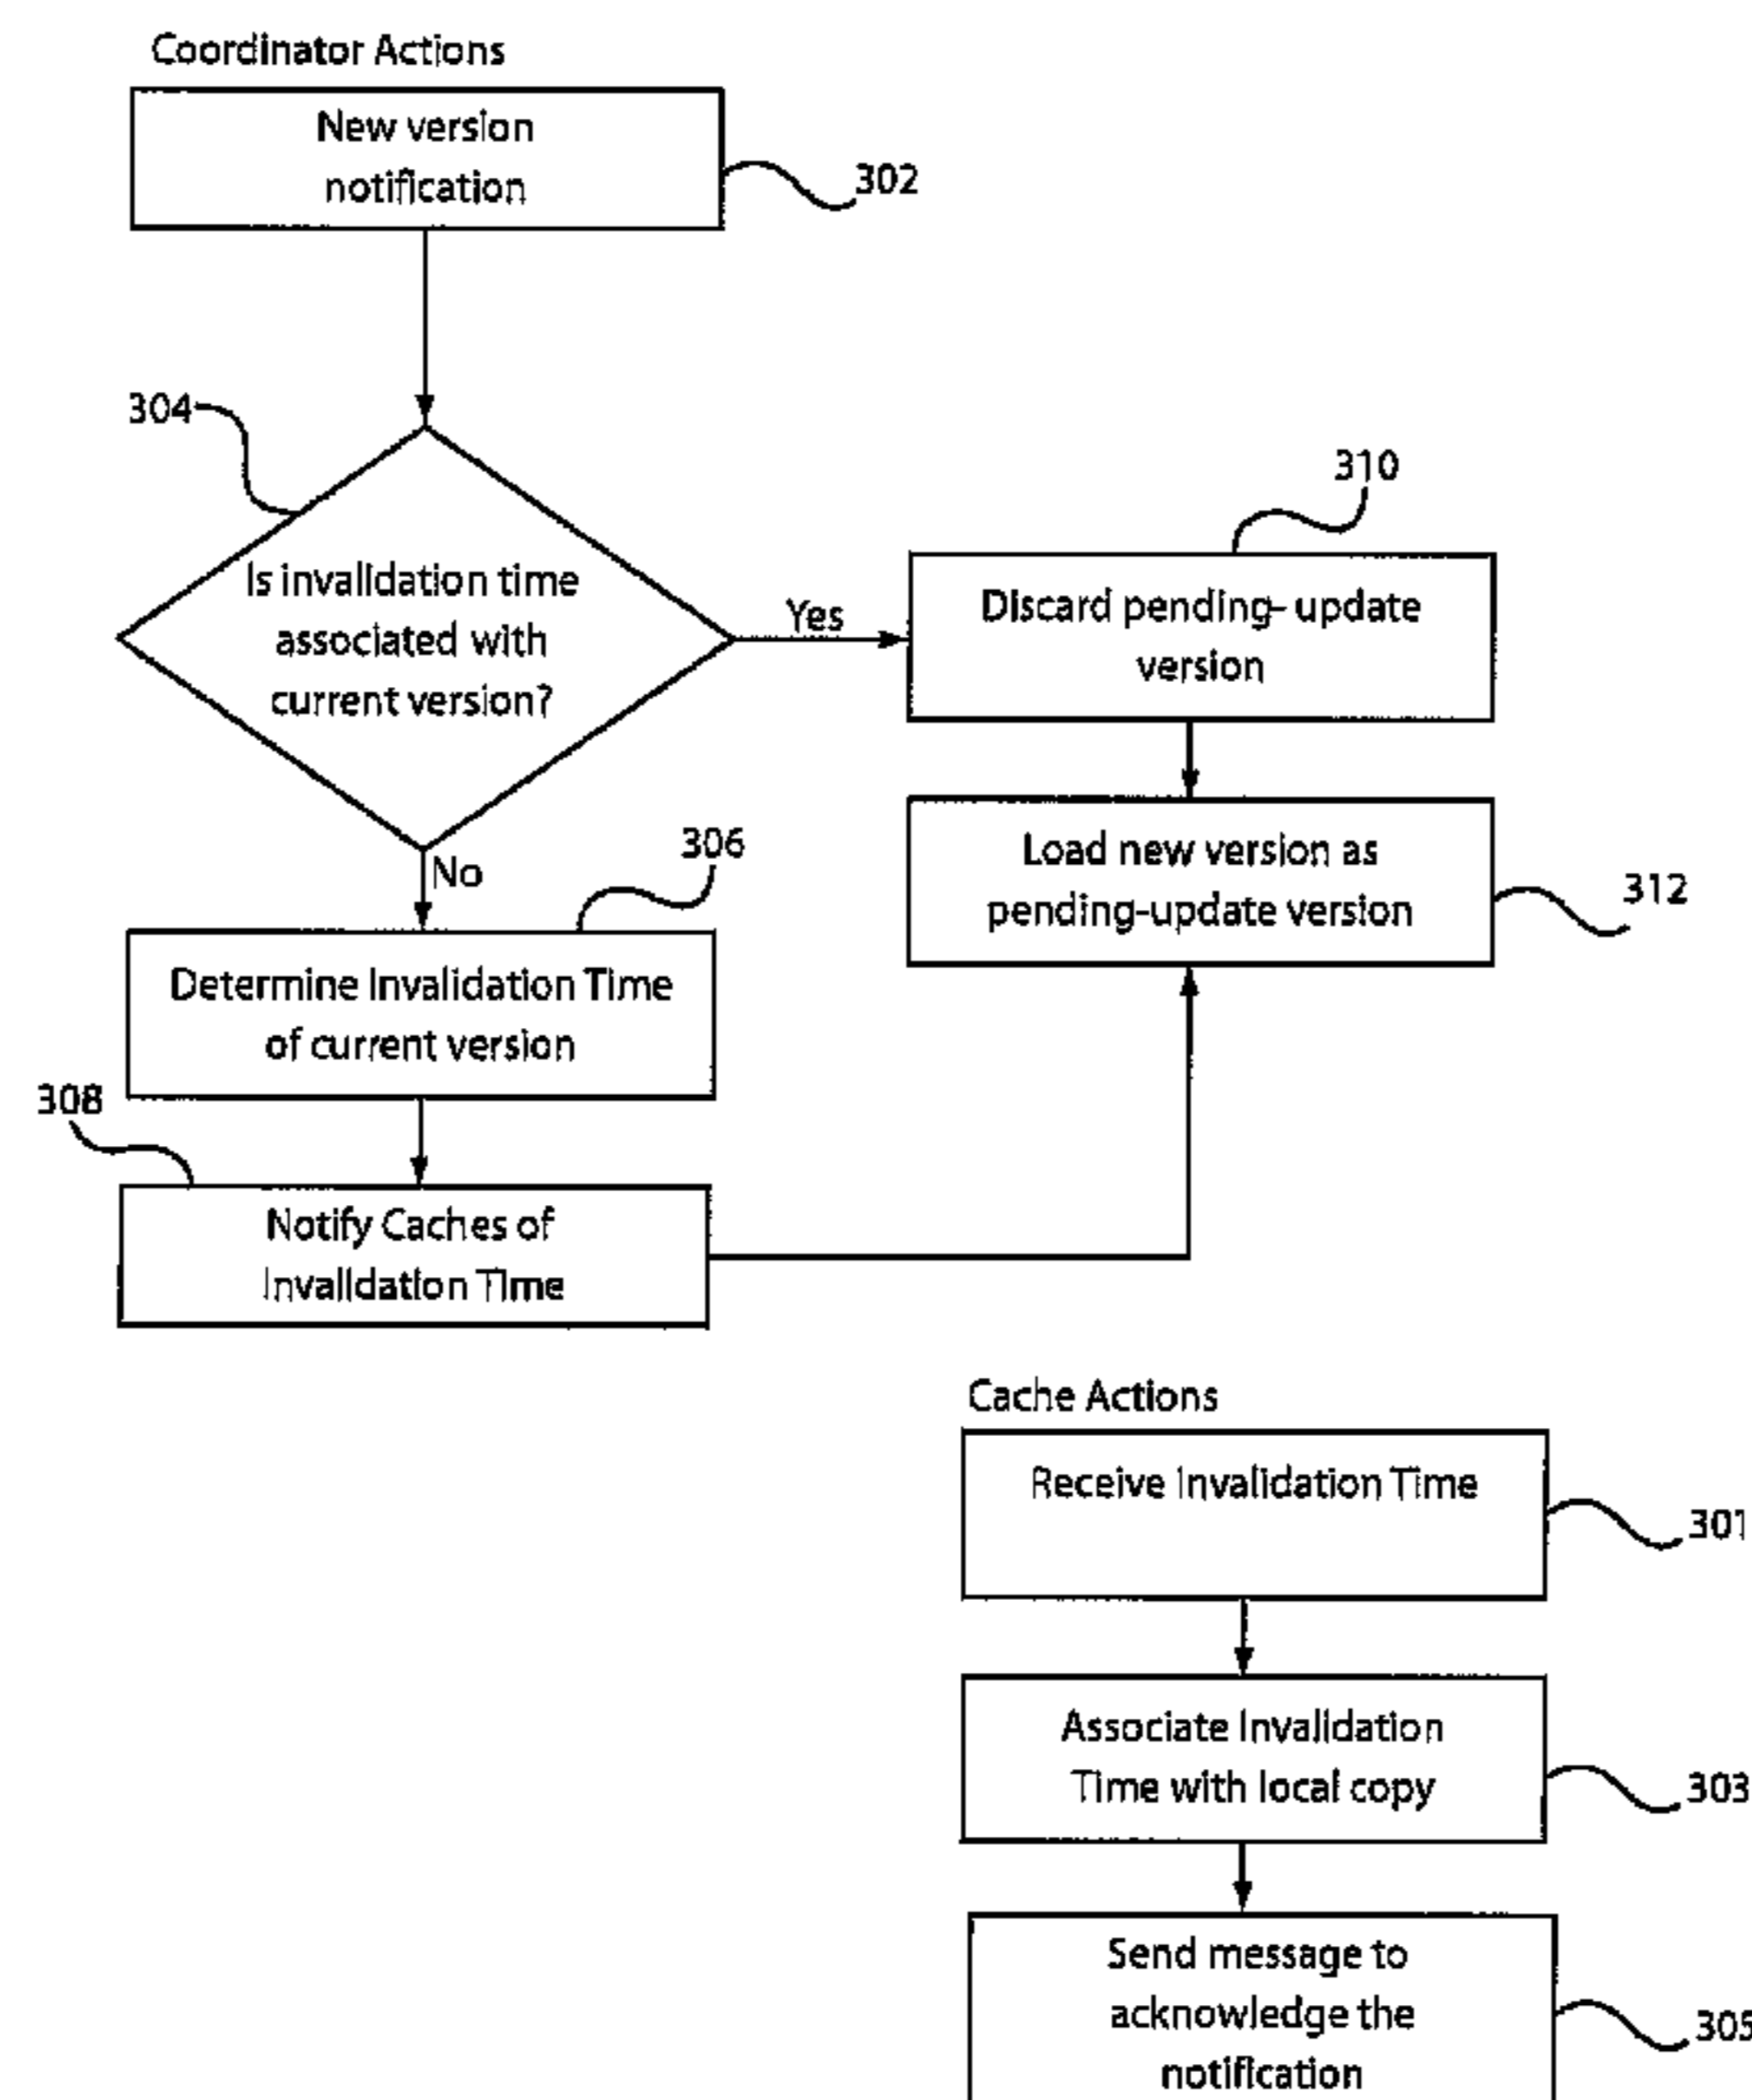 Coordinator Actions
New version
notification
302
304
Is invalidation time
associated with
current version?
Yes
310
Discard pending- update
version
Load new version as
pending-update version
312
No
306
Determine Invalidation Time
of current version
308
Notify Caches of
Invalidation Time
Cache Actions
Receive Invalidation Time
301
Associate Invalidation
Time with local copy
303
Send message to
acknowledge the
notification
305